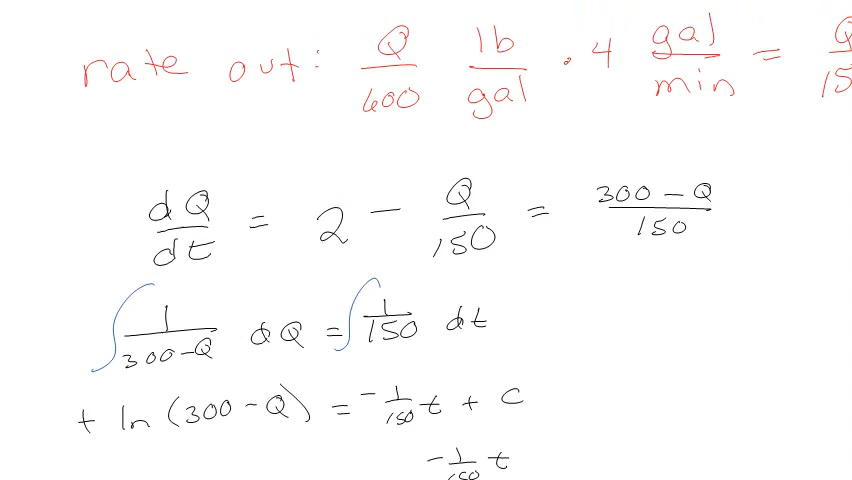 rate out: Q/600 lb/gal · 4 gal/min = Q/15
dQ/dt = 2 - Q/150 = 300 - Q/150
∫ 1/300-Q dQ = ∫ 1/150 dt
+ ln (300 - Q) = - 1/150 t + C
- 1/150 t